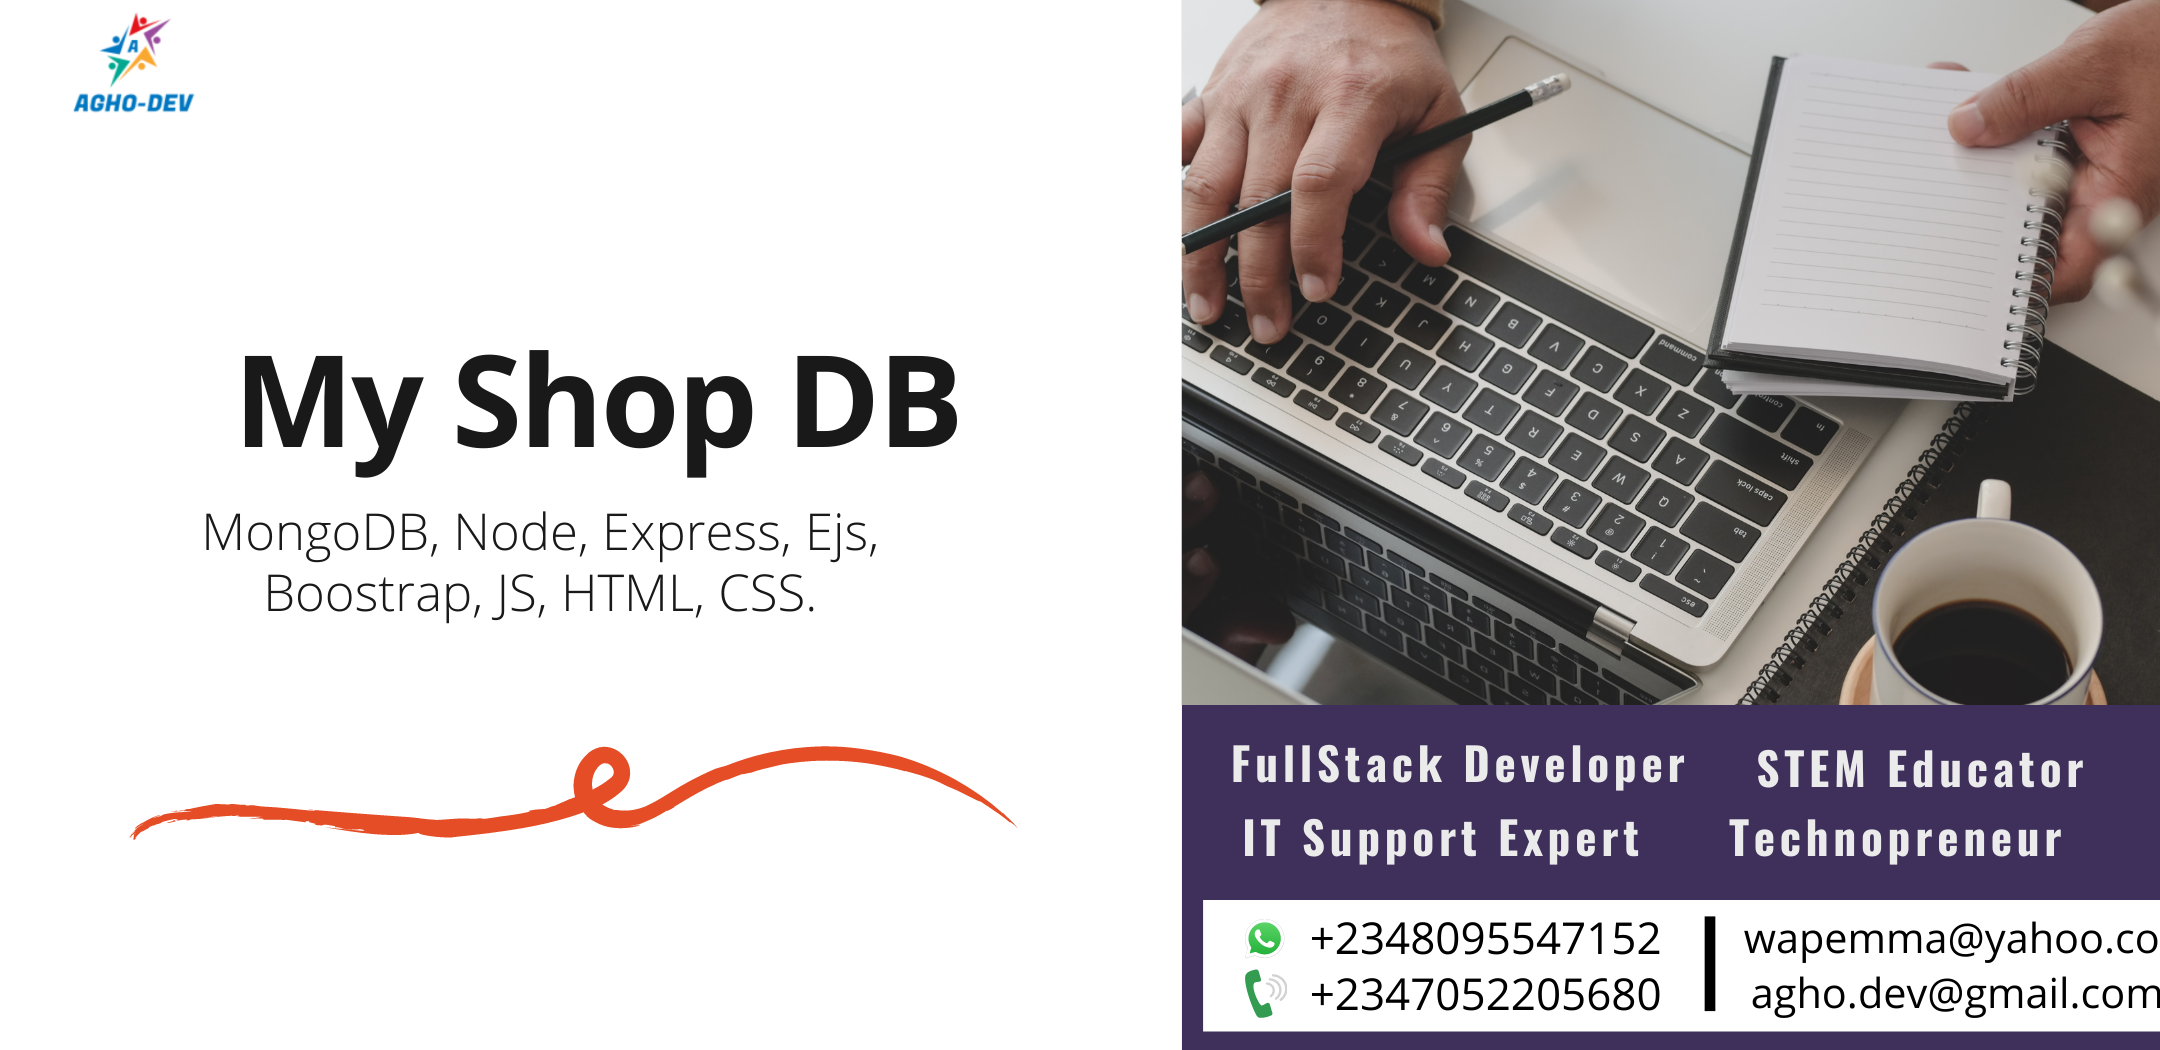 A
AGHO-DEV
My Shop DB
MongoDB, Node, Express, Ejs,
Boostrap, JS, HTML, CSS.
FullStack Developer
STEM Educator
IT Support Expert
Technopreneur
+2348095547152
wapemma@yahoo.co
+2347052205680
agho.dev@gmail.com